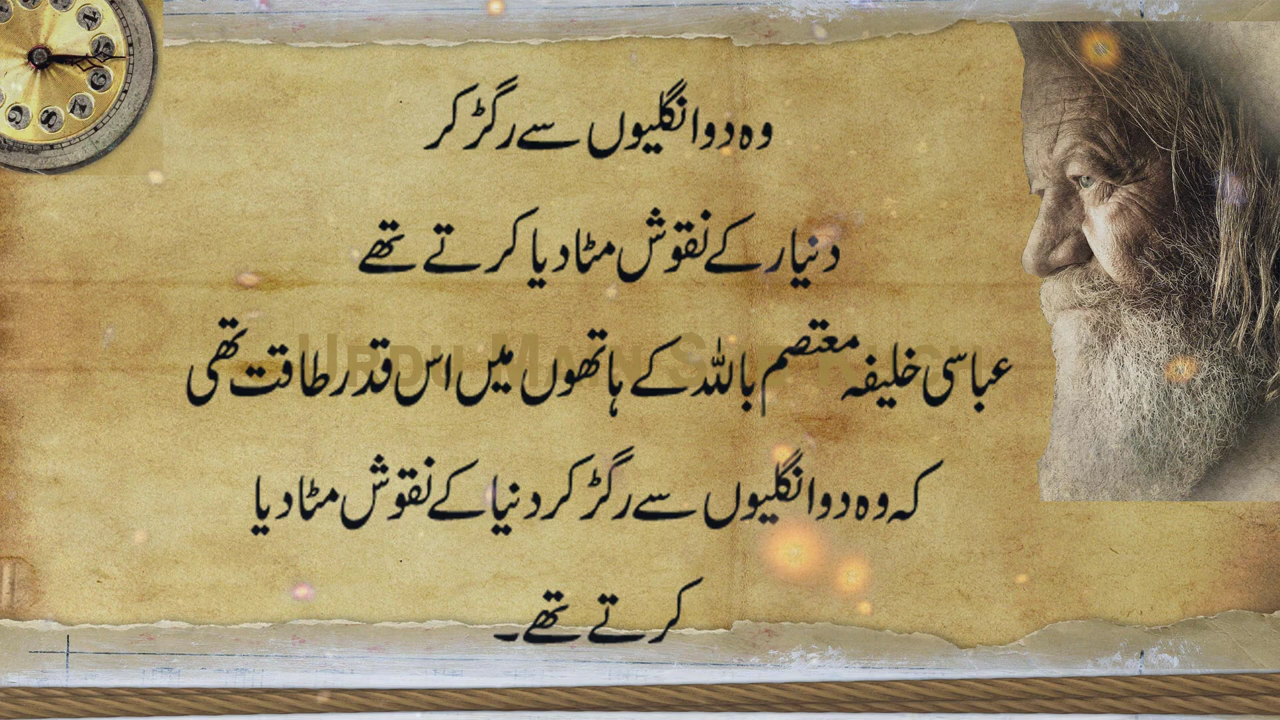 وہ دو انگلیوں سے رگڑ کر
دنیار کے نقوش مٹا دیا کرتے تھے
عباسی خلیفہ معتصم باللہ کے ہاتھوں میں اس قدر طاقت تھی
کہ وہ دو انگلیوں سے رگڑ کر دنیا کے نقوش مٹا دیا
کرتے تھے۔